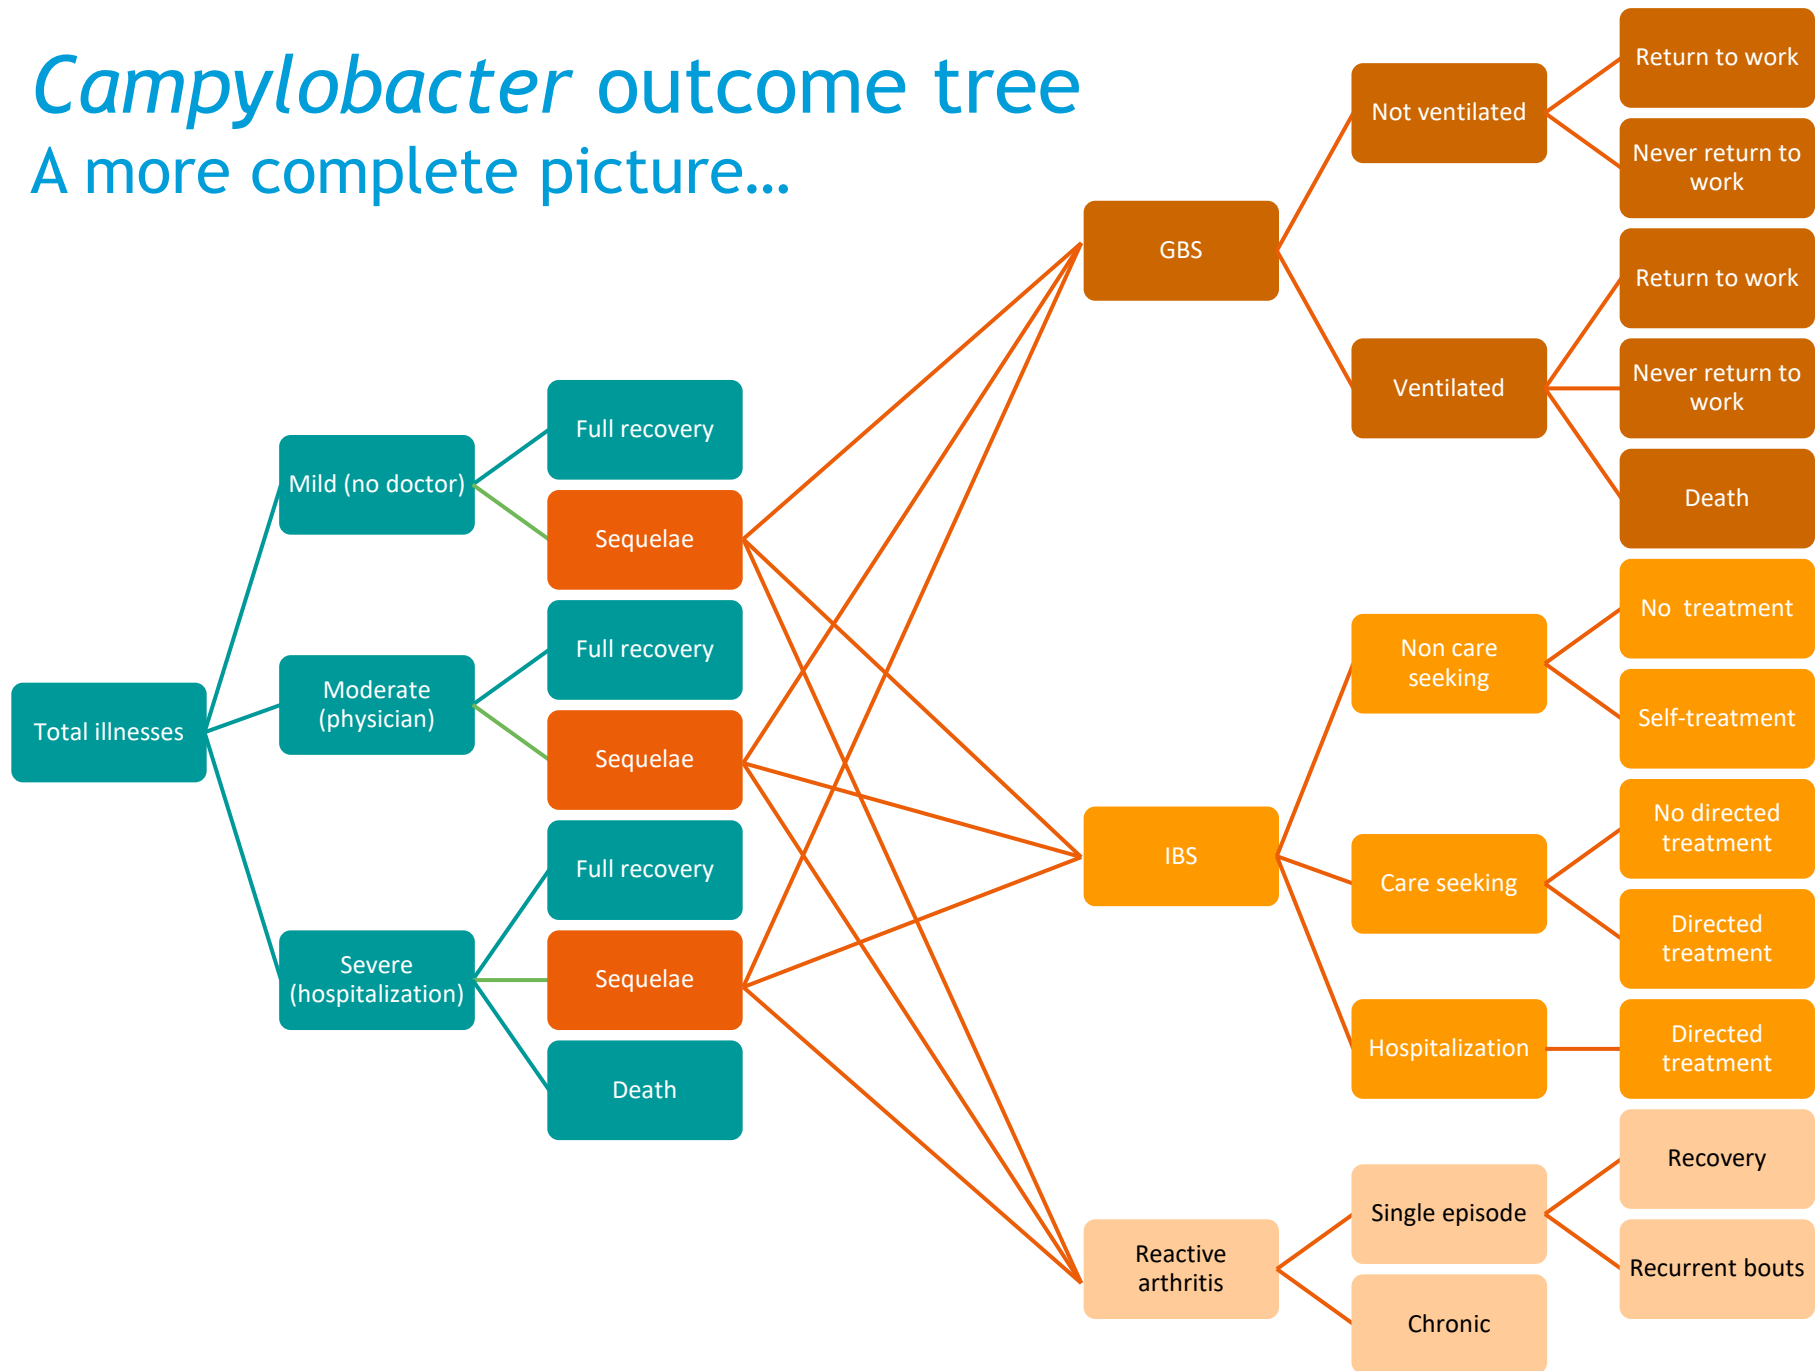 Campylobacter outcome tree
A more complete picture...
Total illnesses
Mild (no doctor)
Moderate
(physician)
Severe
(hospitalization)
Full recovery
Sequelae
Full recovery
Sequelae
Full recovery
Sequelae
Death
GBS
IBS
Reactive
arthritis
Not ventilated
Ventilated
Non care
seeking
Care seeking
Hospitalization
Single episode
Chronic
Return to work
Never return to
work
Return to work
Never return to
work
Death
No treatment
Self-treatment
No directed
treatment
Directed
treatment
Directed
treatment
Recovery
Recurrent bouts